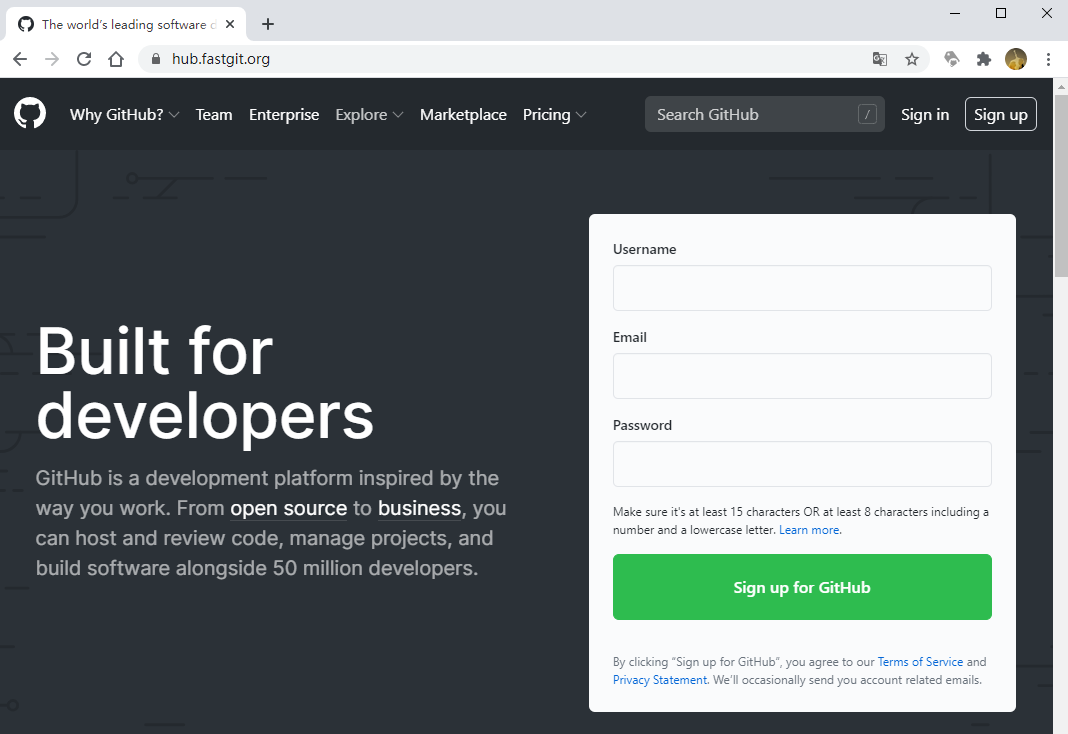 The world's leading software d
hub.fastgit.org
Why GitHub?
Team
Enterprise
Explore
Marketplace
Pricing
Search GitHub
/
Sign in
Sign up
Built for
developers
GitHub is a development platform inspired by the
way you work. From open source to business, you
can host and review code, manage projects, and
build software alongside 50 million developers.
Username
Email
Password
Make sure it's at least 15 characters OR at least 8 characters including a
number and a lowercase letter. Learn more.
Sign up for GitHub
By clicking “Sign up for GitHub”, you agree to our Terms of Service and
Privacy Statement. We’ll occasionally send you account related emails.